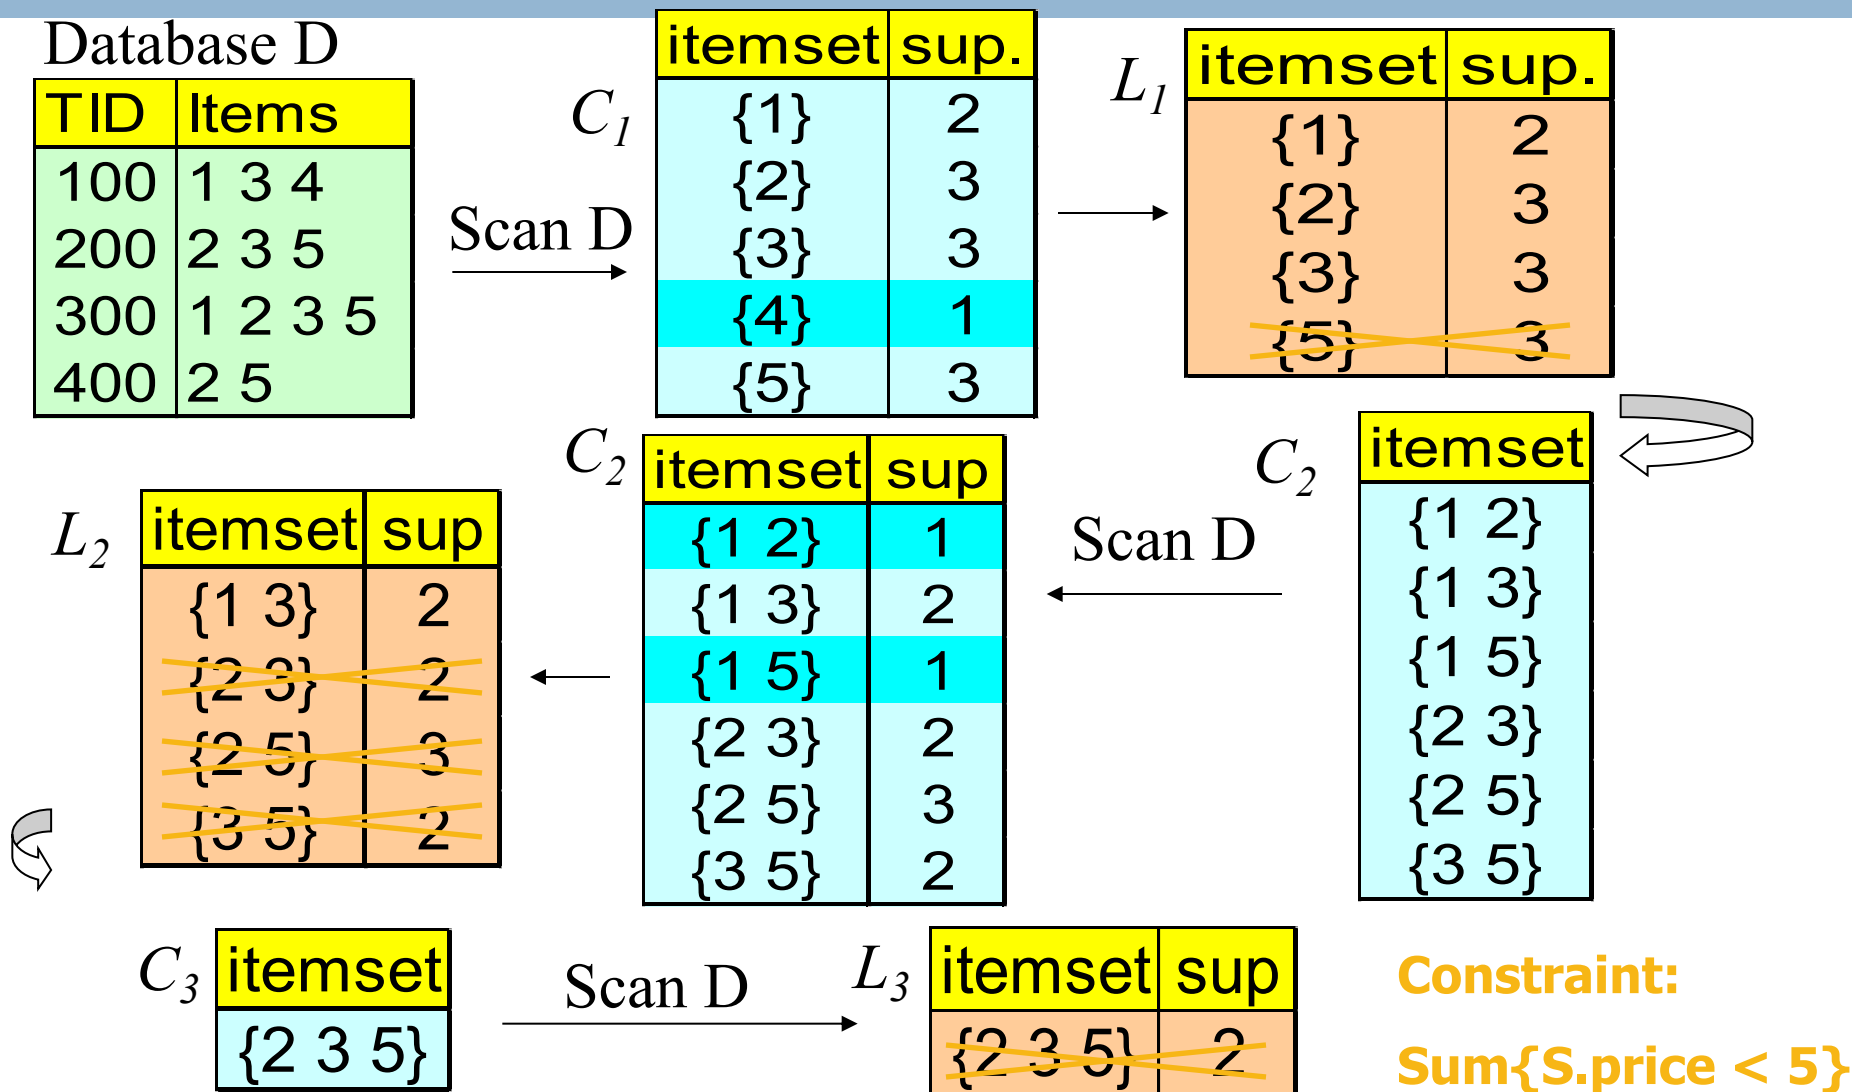 Database D
TID Items
100 1 3 4
200 2 3 5
300 1 2 3 5
400 2 5
Scan D
C1
itemset sup.
{1} 2
{2} 3
{3} 3
{4} 1
{5} 3
L1
itemset sup.
{1} 2
{2} 3
{3} 3
{5} 3
C2
itemset
{1 2}
{1 3}
{1 5}
{2 3}
{2 5}
{3 5}
Scan D
C2
itemset sup
{1 2} 1
{1 3} 2
{1 5} 1
{2 3} 2
{2 5} 3
{3 5} 2
L2
itemset sup
{1 3} 2
{2 3} 2
{2 5} 3
{3 5} 2
C3
itemset
{2 3 5}
Scan D
L3
itemset sup
{2 3 5} 2
Constraint:
Sum{S.price < 5}